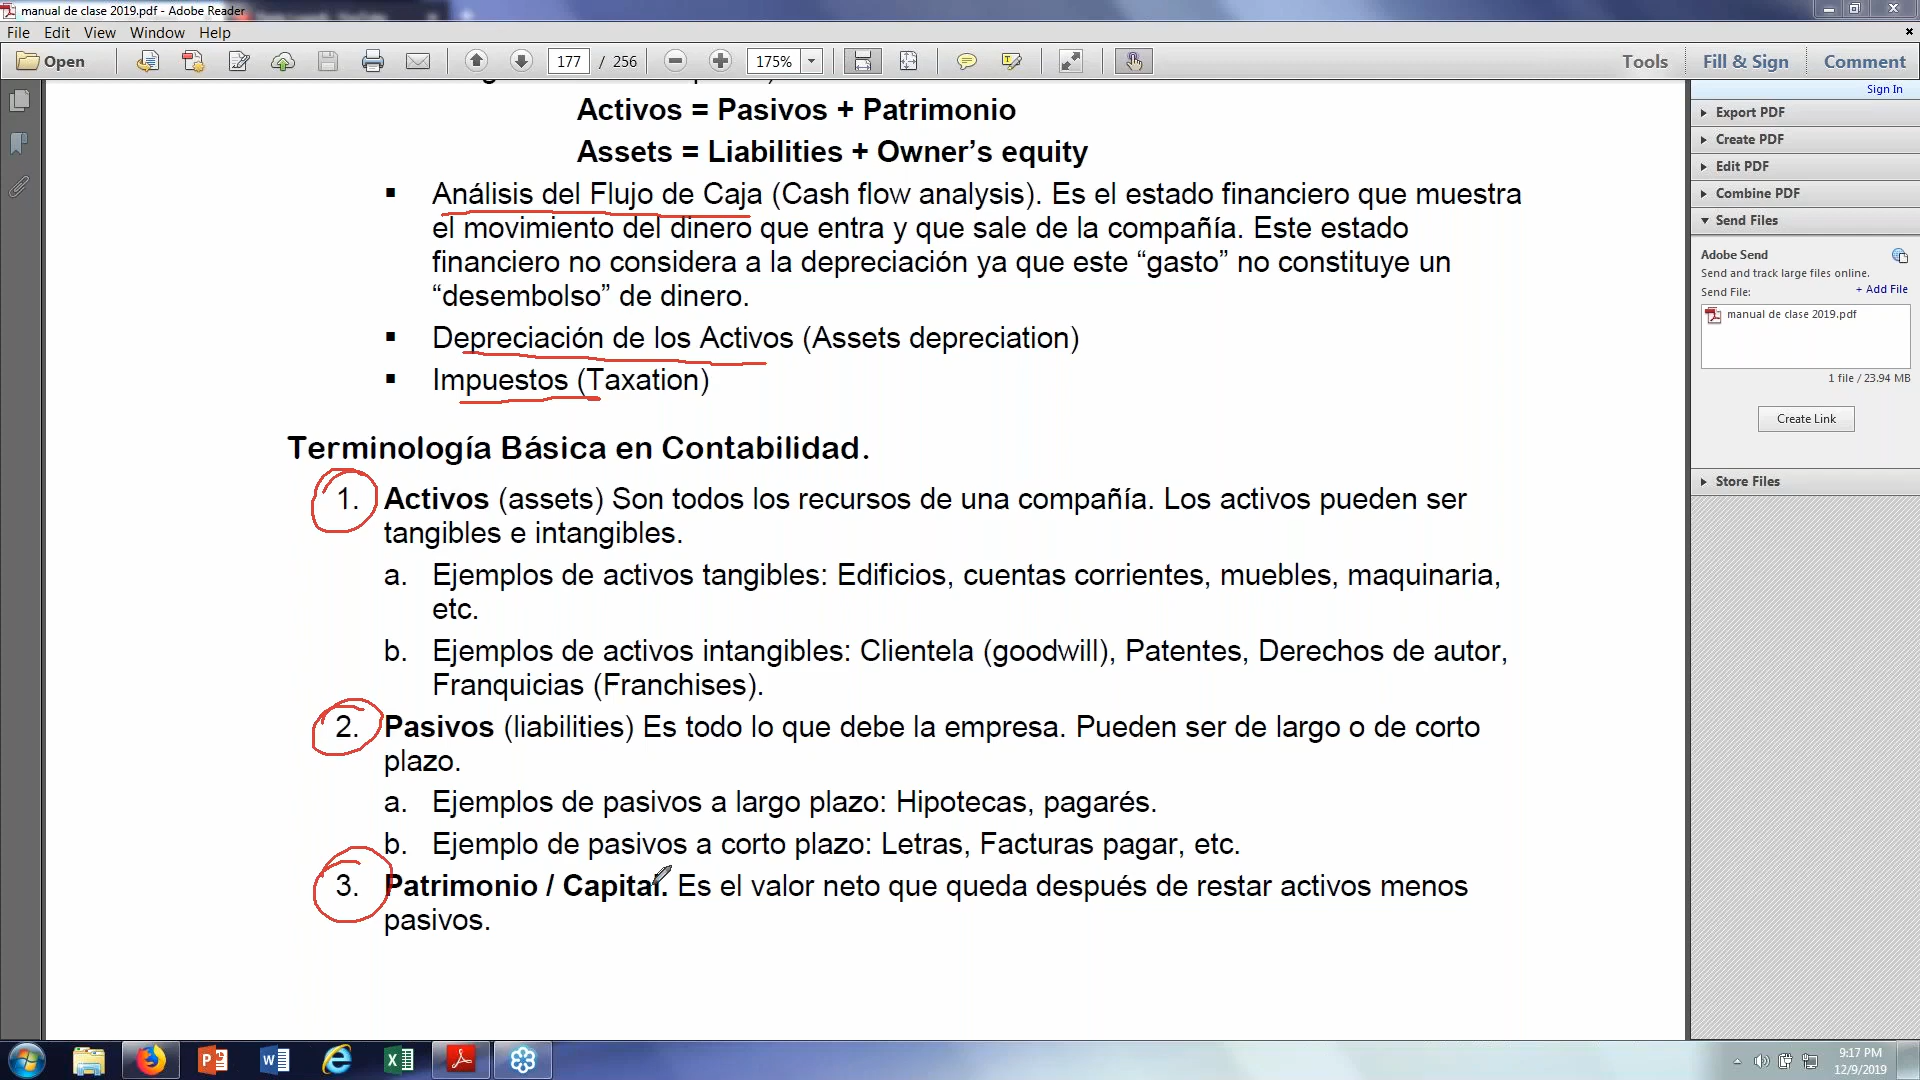 manual de clase 2019.pdf - Adobe Reader
File Edit View Window Help
Open 177 / 256 175% Tools Fill & Sign Comment
Sign In
Export PDF
Create PDF
Edit PDF
Combine PDF
Send Files
Adobe Send
Send and track large files online.
Send File: + Add File
manual de clase 2019.pdf
1 file / 23.94 MB
Create Link
Store Files
Activos = Pasivos + Patrimonio
Assets = Liabilities + Owner’s equity
▪ Análisis del Flujo de Caja (Cash flow analysis). Es el estado financiero que muestra
el movimiento del dinero que entra y que sale de la compañía. Este estado
financiero no considera a la depreciación ya que este “gasto” no constituye un
“desembolso” de dinero.
▪ Depreciación de los Activos (Assets depreciation)
▪ Impuestos (Taxation)
Terminología Básica en Contabilidad.
1. Activos (assets) Son todos los recursos de una compañía. Los activos pueden ser
tangibles e intangibles.
a. Ejemplos de activos tangibles: Edificios, cuentas corrientes, muebles, maquinaria,
etc.
b. Ejemplos de activos intangibles: Clientela (goodwill), Patentes, Derechos de autor,
Franquicias (Franchises).
2. Pasivos (liabilities) Es todo lo que debe la empresa. Pueden ser de largo o de corto
plazo.
a. Ejemplos de pasivos a largo plazo: Hipotecas, pagarés.
b. Ejemplo de pasivos a corto plazo: Letras, Facturas pagar, etc.
3. Patrimonio / Capital. Es el valor neto que queda después de restar activos menos
pasivos.
9:17 PM
12/9/2019